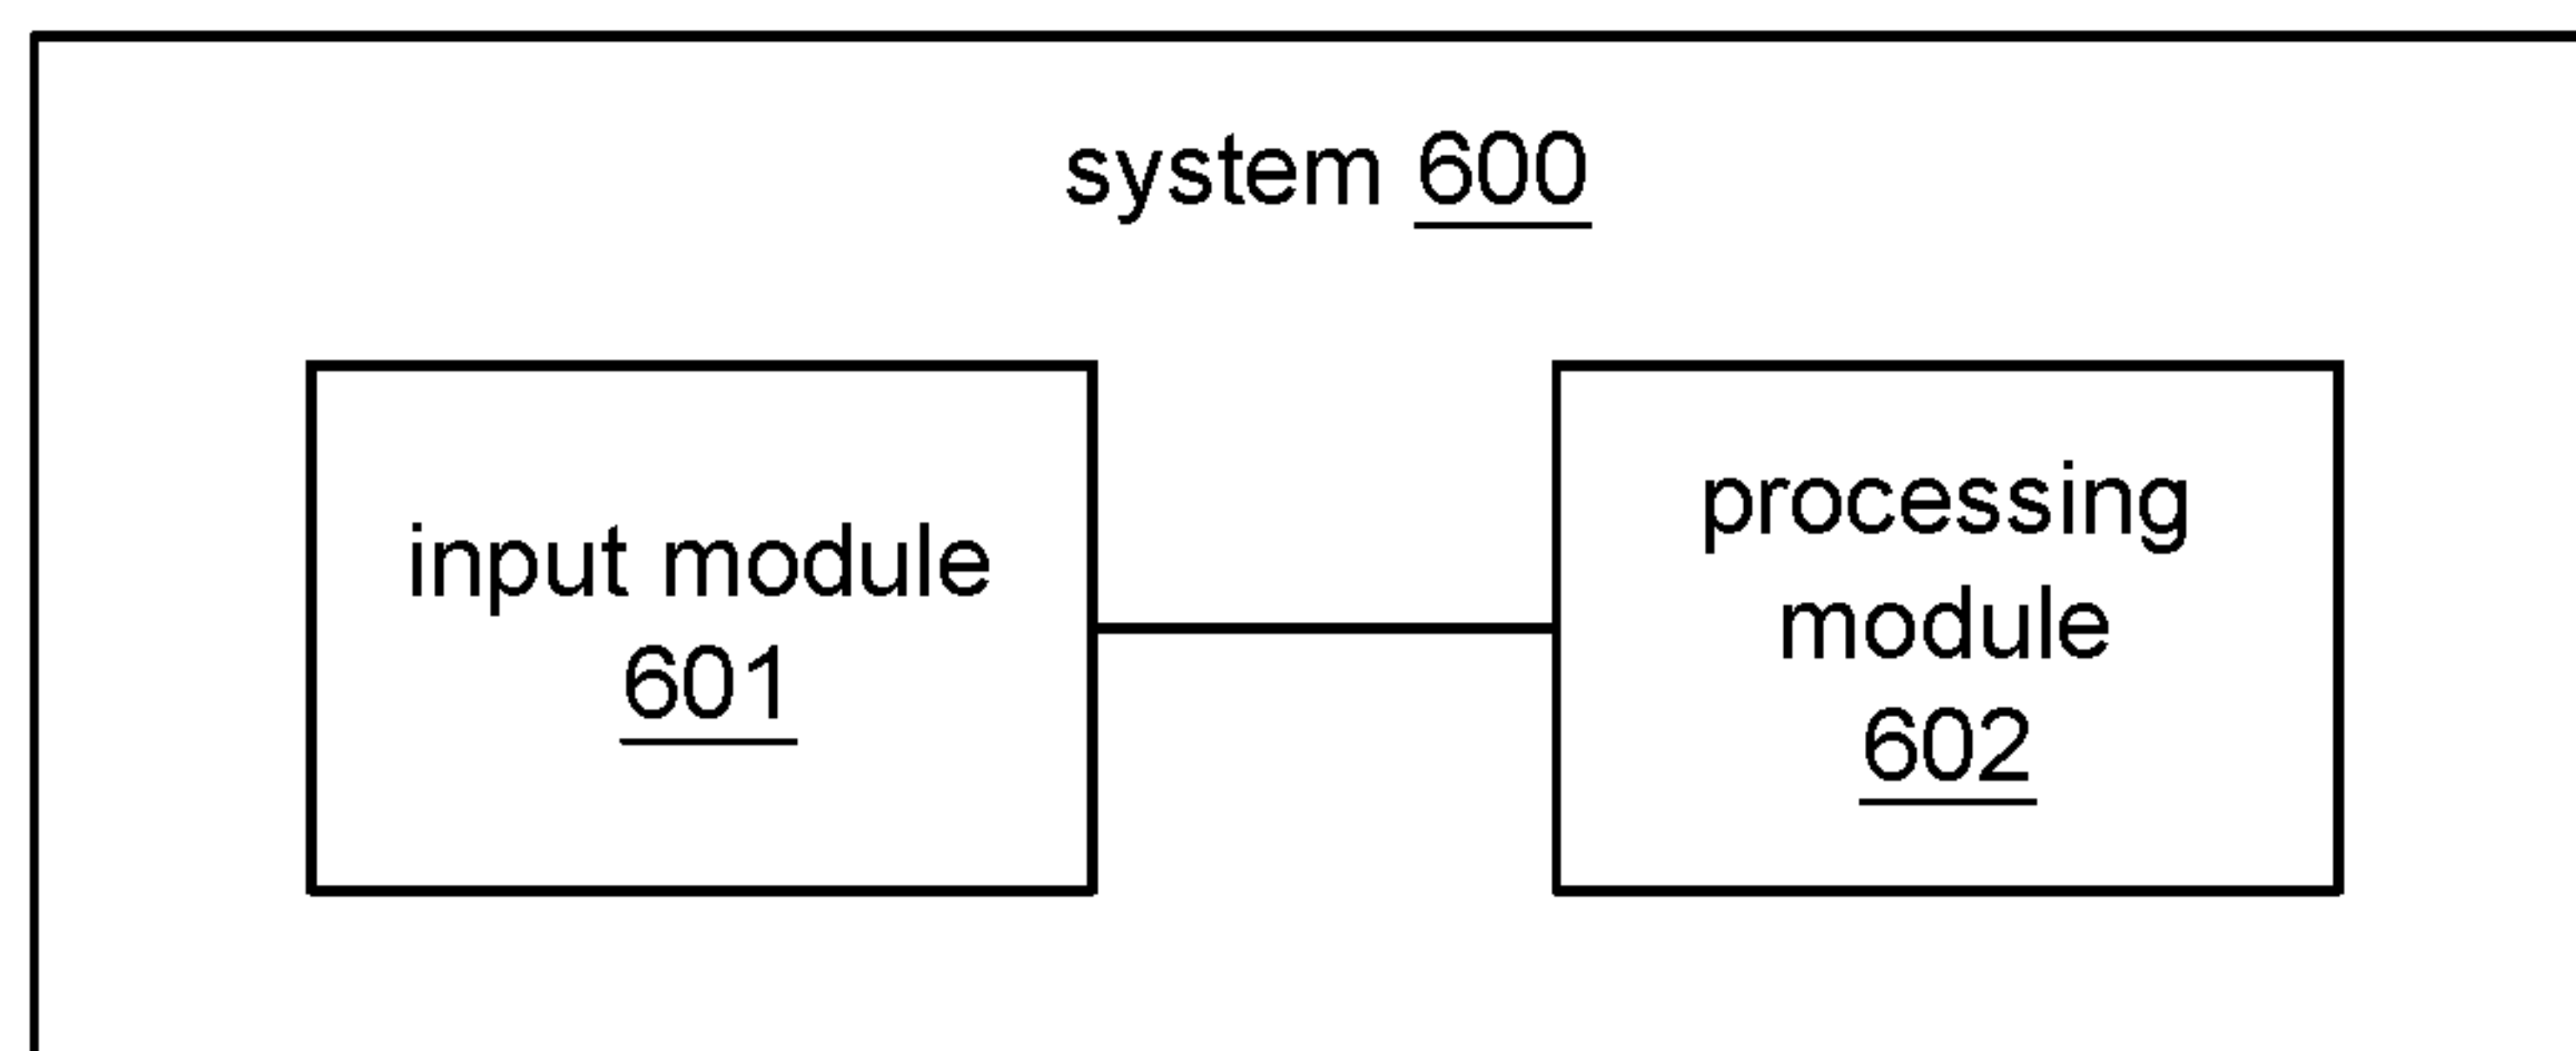 system 600
input module
601
processing
module
602